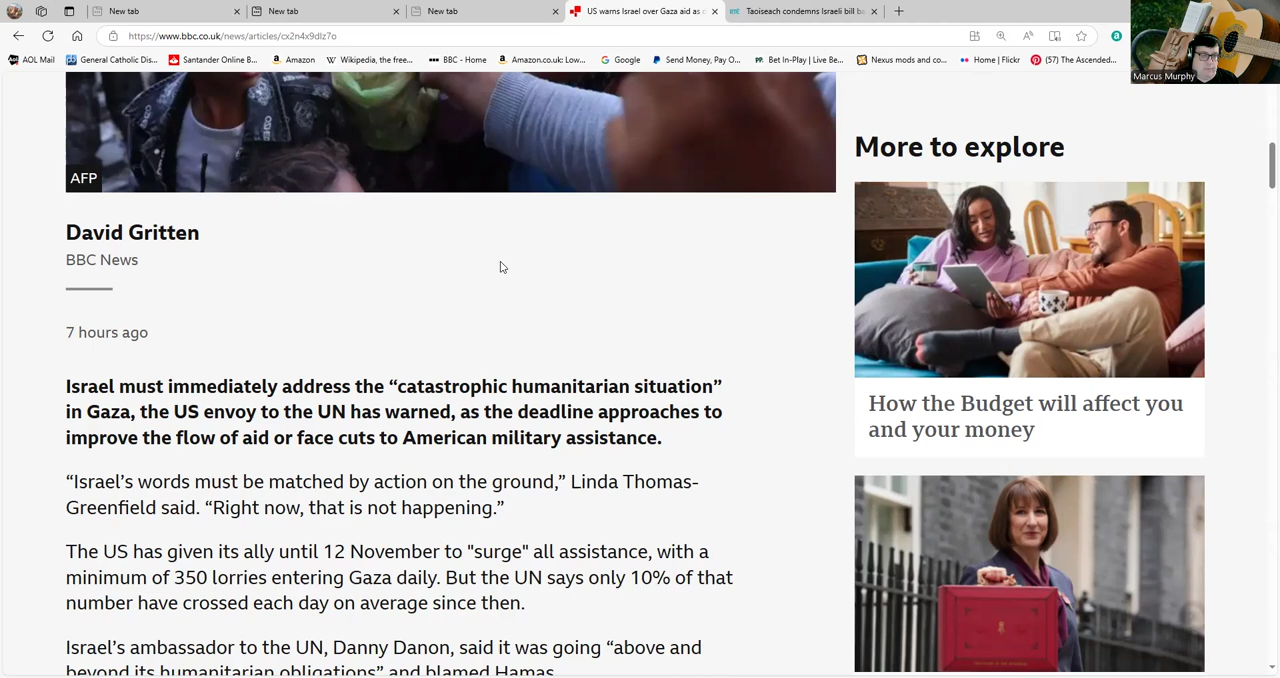 New tab
New tab
New tab
US warns Israel over Gaza aid as d
Taoiseach condemns Israeli bill ba
https://www.bbc.co.uk/news/articles/cx2n4x9dlz7o
AOL Mail
General Catholic Dis...
Santander Online B...
Amazon
Wikipedia, the free...
BBC - Home
Amazon.co.uk: Low...
Google
Send Money, Pay O...
Bet In-Play | Live Be...
Nexus mods and co...
Home | Flickr
(57) The Ascended...
Marcus Murphy
AFP
David Gritten
BBC News
7 hours ago
Israel must immediately address the “catastrophic humanitarian situation”
in Gaza, the US envoy to the UN has warned, as the deadline approaches to
improve the flow of aid or face cuts to American military assistance.
“Israel’s words must be matched by action on the ground,” Linda Thomas-
Greenfield said. “Right now, that is not happening.”
The US has given its ally until 12 November to "surge" all assistance, with a
minimum of 350 lorries entering Gaza daily. But the UN says only 10% of that
number have crossed each day on average since then.
Israel’s ambassador to the UN, Danny Danon, said it was going “above and
beyond its humanitarian obligations” and blamed Hamas.
More to explore
How the Budget will affect you
and your money